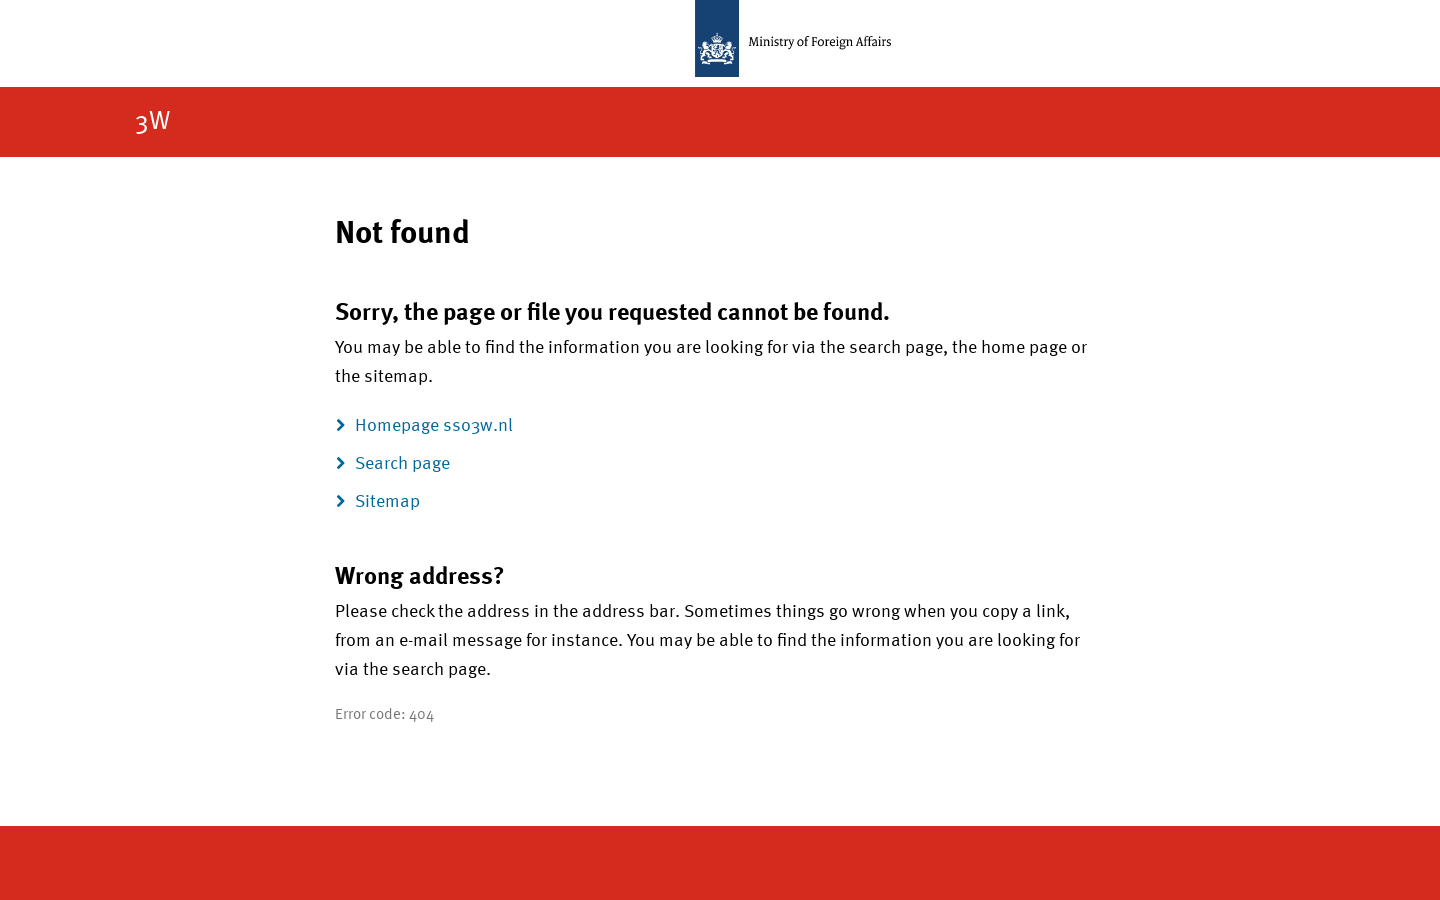 Ministry of Foreign Affairs
3W
Not found
Sorry, the page or file you requested cannot be found.
You may be able to find the information you are looking for via the search page, the home page or
the sitemap.
Homepage sso3w.nl
Search page
Sitemap
Wrong address?
Please check the address in the address bar. Sometimes things go wrong when you copy a link,
from an e-mail message for instance. You may be able to find the information you are looking for
via the search page.
Error code: 404